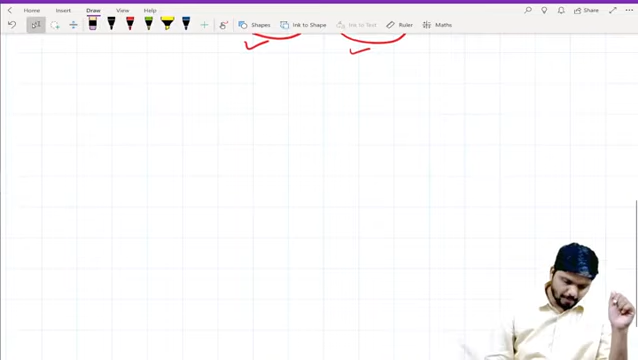 Home Insert Draw View Help
Share
Shapes Ink to Shape Ink to Text Ruler Maths